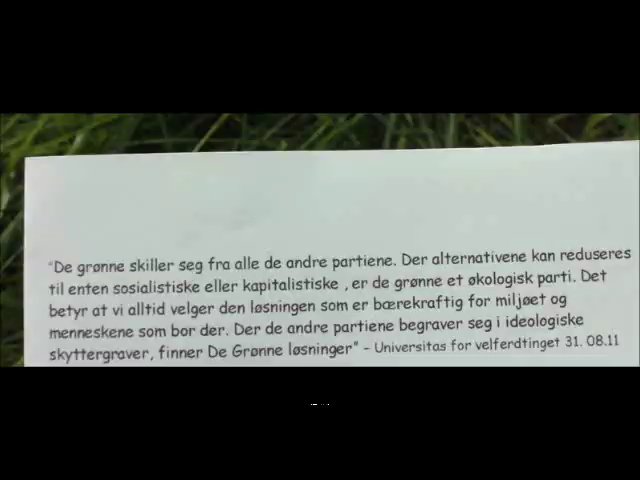 "De grønne skiller seg fra alle de andre partiene. Der alternativene kan reduseres
til enten sosialistiske eller kapitalistiske , er de grønne et økologisk parti. Det
betyr at vi alltid velger den løsningen som er bærekraftig for miljøet og
menneskene som bor der. Der de andre partiene begraver seg i ideologiske
skyttergraver, finner De Grønne løsninger" – Universitas for velferdtinget 31. 08.11